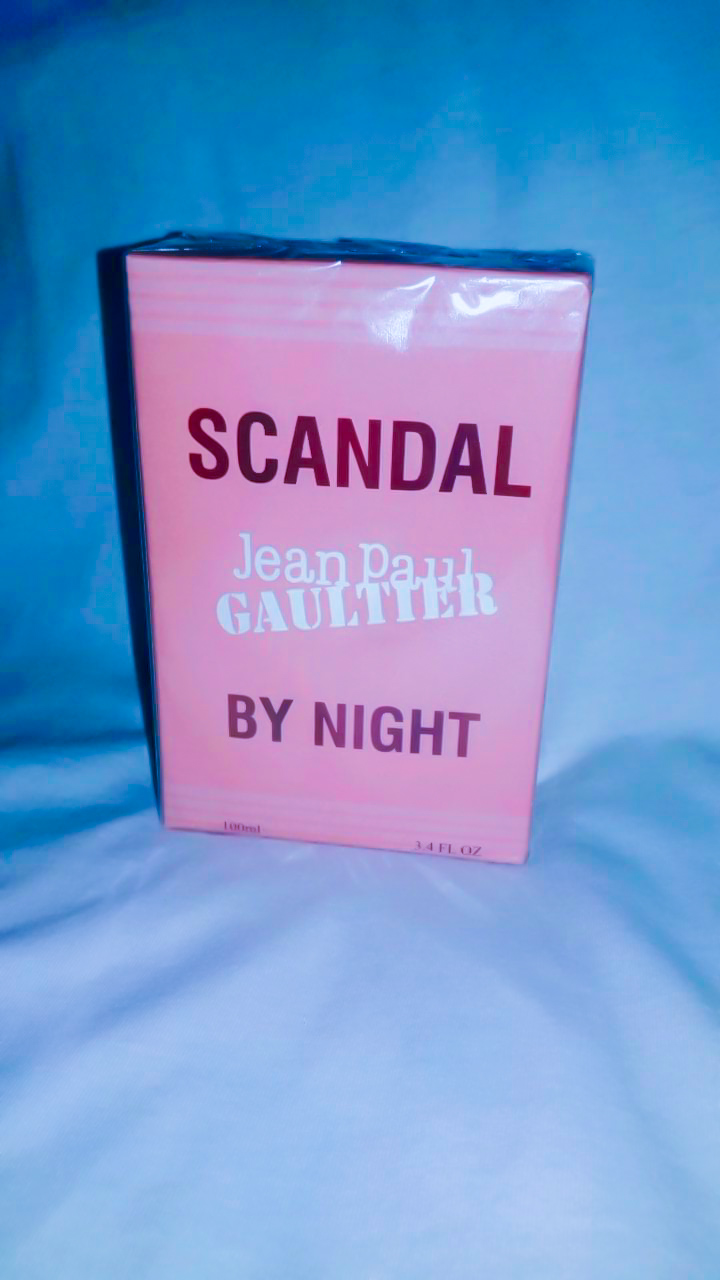 SCANDAL
Jean Paul
GAULTIER
BY NIGHT
100ml
3.4 FL OZ